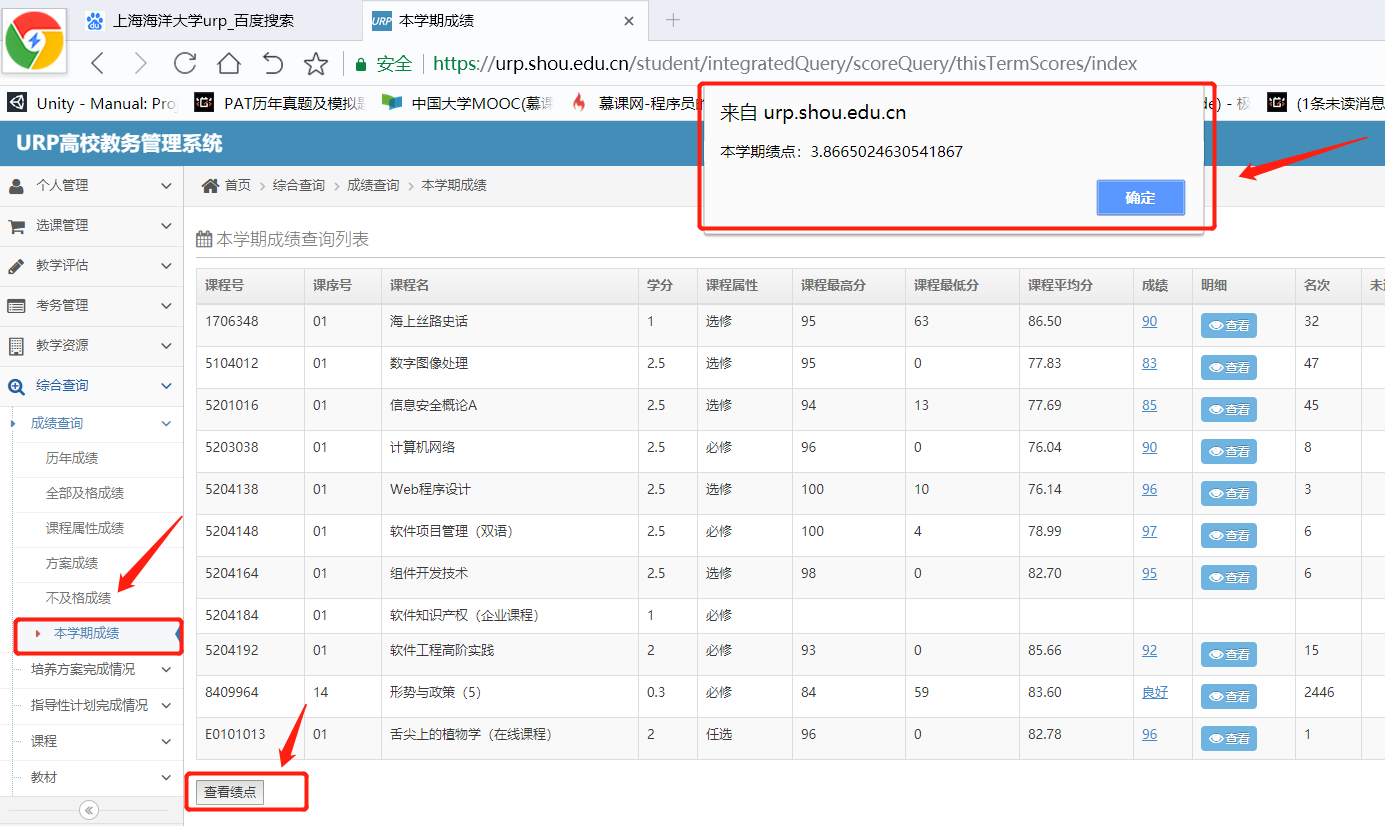 上海海洋大学urp_百度搜索
URP 本学期成绩
安全 https://urp.shou.edu.cn/student/integratedQuery/scoreQuery/thisTermScores/index
Unity - Manual: Pro PAT历年真题及模拟题 中国大学MOOC(慕课 慕课网-程序员的 de) - 极 (1条未读消息
来自 urp.shou.edu.cn
本学期绩点：3.8665024630541867
确定
URP高校教务管理系统
个人管理
选课管理
教学评估
考务管理
教学资源
综合查询
成绩查询
历年成绩
全部及格成绩
课程属性成绩
方案成绩
不及格成绩
本学期成绩
培养方案完成情况
指导性计划完成情况
课程
教材
首页 综合查询 成绩查询 本学期成绩
本学期成绩查询列表
课程号 课序号 课程名 学分 课程属性 课程最高分 课程最低分 课程平均分 成绩 明细 名次 未
1706348 01 海上丝路史话 1 选修 95 63 86.50 90 查看 32
5104012 01 数字图像处理 2.5 选修 95 0 77.83 83 查看 47
5201016 01 信息安全概论A 2.5 选修 94 13 77.69 85 查看 45
5203038 01 计算机网络 2.5 必修 96 0 76.04 90 查看 8
5204138 01 Web程序设计 2.5 选修 100 10 76.14 96 查看 3
5204148 01 软件项目管理（双语） 2.5 必修 100 4 78.99 97 查看 6
5204164 01 组件开发技术 2.5 选修 98 0 82.70 95 查看 6
5204184 01 软件知识产权（企业课程） 1 必修
5204192 01 软件工程高阶实践 2 必修 93 0 85.66 92 查看 15
8409964 14 形势与政策（5） 0.3 必修 84 59 83.60 良好 查看 2446
E0101013 01 舌尖上的植物学（在线课程） 2 任选 96 0 82.78 96 查看 1
查看绩点